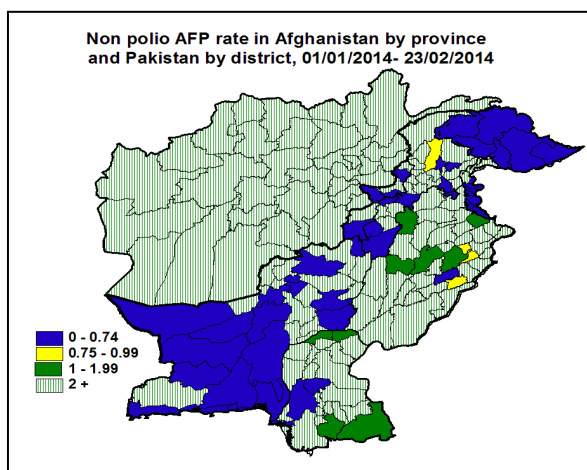 Non polio AFP rate in Afghanistan by province
and Pakistan by district, 01/01/2014- 23/02/2014
0 - 0.74
0.75 - 0.99
1 - 1.99
2 +